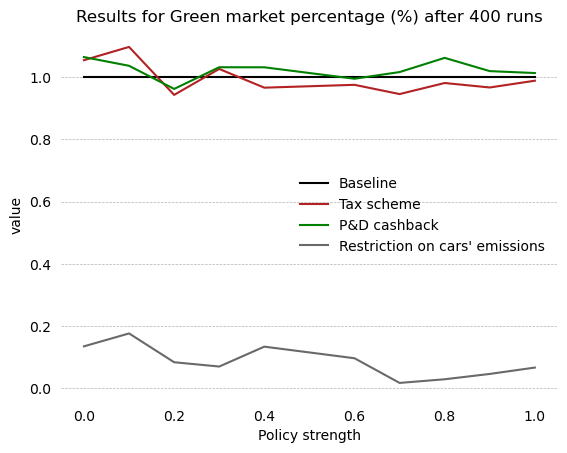 Results for Green market percentage (%) after 400 runs
1.0
0.8
0.6
0.4
0.2
0.0
value
Baseline
Tax scheme
P&D cashback
Restriction on cars' emissions
0.0 0.2 0.4 0.6 0.8 1.0
Policy strength